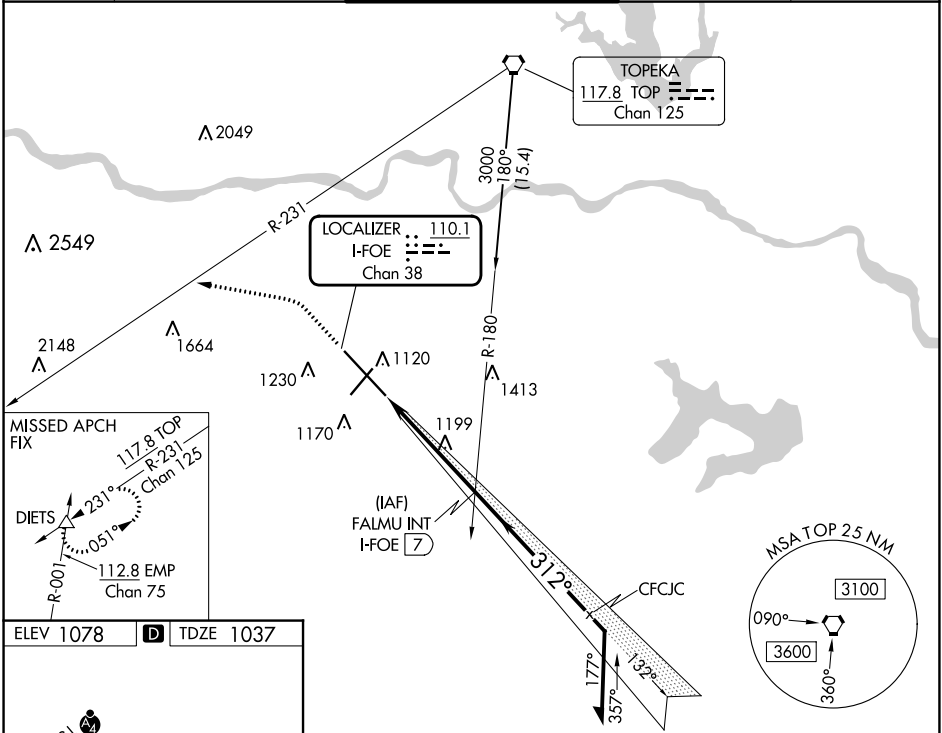 TOPEKA
117.8 TOP
Chan 125
2049
3000
180°
(15.4)
R-231
LOCALIZER 110.1
I-FOE
Chan 38
2549
R-180
2148
1664
1230
1120
1413
1170
1199
MISSED APCH
FIX
117.8 TOP
R-231
Chan 125
231°
DIETS
051°
112.8 EMP
Chan 75
R-001
(IAF)
FALMU INT
I-FOE 7
312°
CFCJC
177°
357°
132°
MSA TOP 25 NM
3100
090°
3600
360°
ELEV 1078 D TDZE 1037
A4